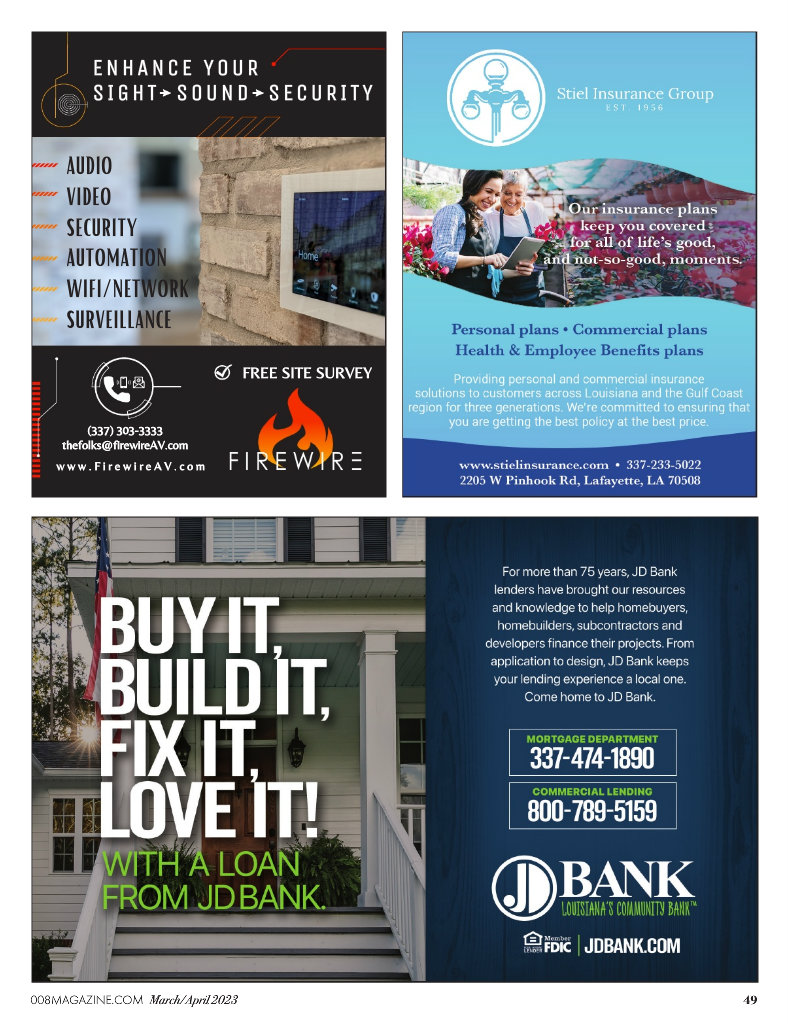 ENHANCE YOUR
SIGHT SOUND SECURITY
AUDIO
VIDEO
SECURITY
AUTOMATION
WIFI/NETWORK
SURVEILLANCE
Home
FREE SITE SURVEY
(337) 303-3333
thefolks@firewireAV.com
www.FirewireAV.com
FIREWIRE
Stiel Insurance Group
EST. 1956
Our insurance plans
keep you covered
for all of life's good,
and not-so-good, moments.
Personal plans • Commercial plans
Health & Employee Benefits plans
Providing personal and commercial insurance
solutions to customers across Louisiana and the Gulf Coast
region for three generations. We're committed to ensuring that
you are getting the best policy at the best price.
www.stielinsurance.com • 337-233-5022
2205 W Pinhook Rd, Lafayette, LA 70508
BUY IT,
BUILD IT,
FIX IT,
LOVE IT!
WITH A LOAN
FROM JD BANK.
For more than 75 years, JD Bank
lenders have brought our resources
and knowledge to help homebuyers,
homebuilders, subcontractors and
developers finance their projects. From
application to design, JD Bank keeps
your lending experience a local one.
Come home to JD Bank.
MORTGAGE DEPARTMENT
337-474-1890
COMMERCIAL LENDING
800-789-5159
JD BANK
LOUISIANA'S COMMUNITY BANK™
Member
FDIC
JDBANK.COM
008MAGAZINE.COM March/April 2023
49